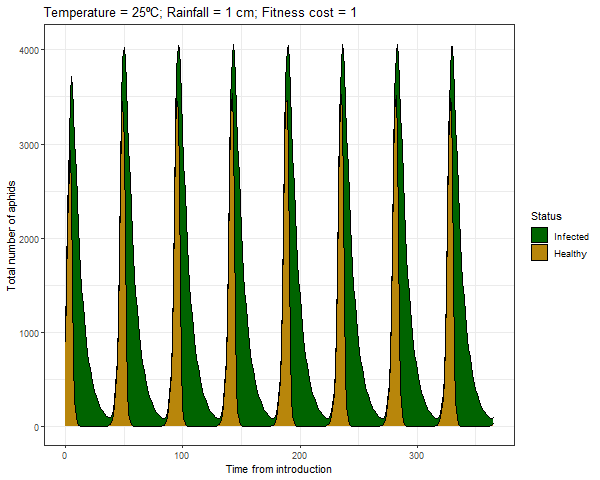 Temperature = 25ºC; Rainfall = 1 cm; Fitness cost = 1
Total number of aphids
4000
3000
2000
1000
0
0
100
200
300
Time from introduction
Status
Infected
Healthy